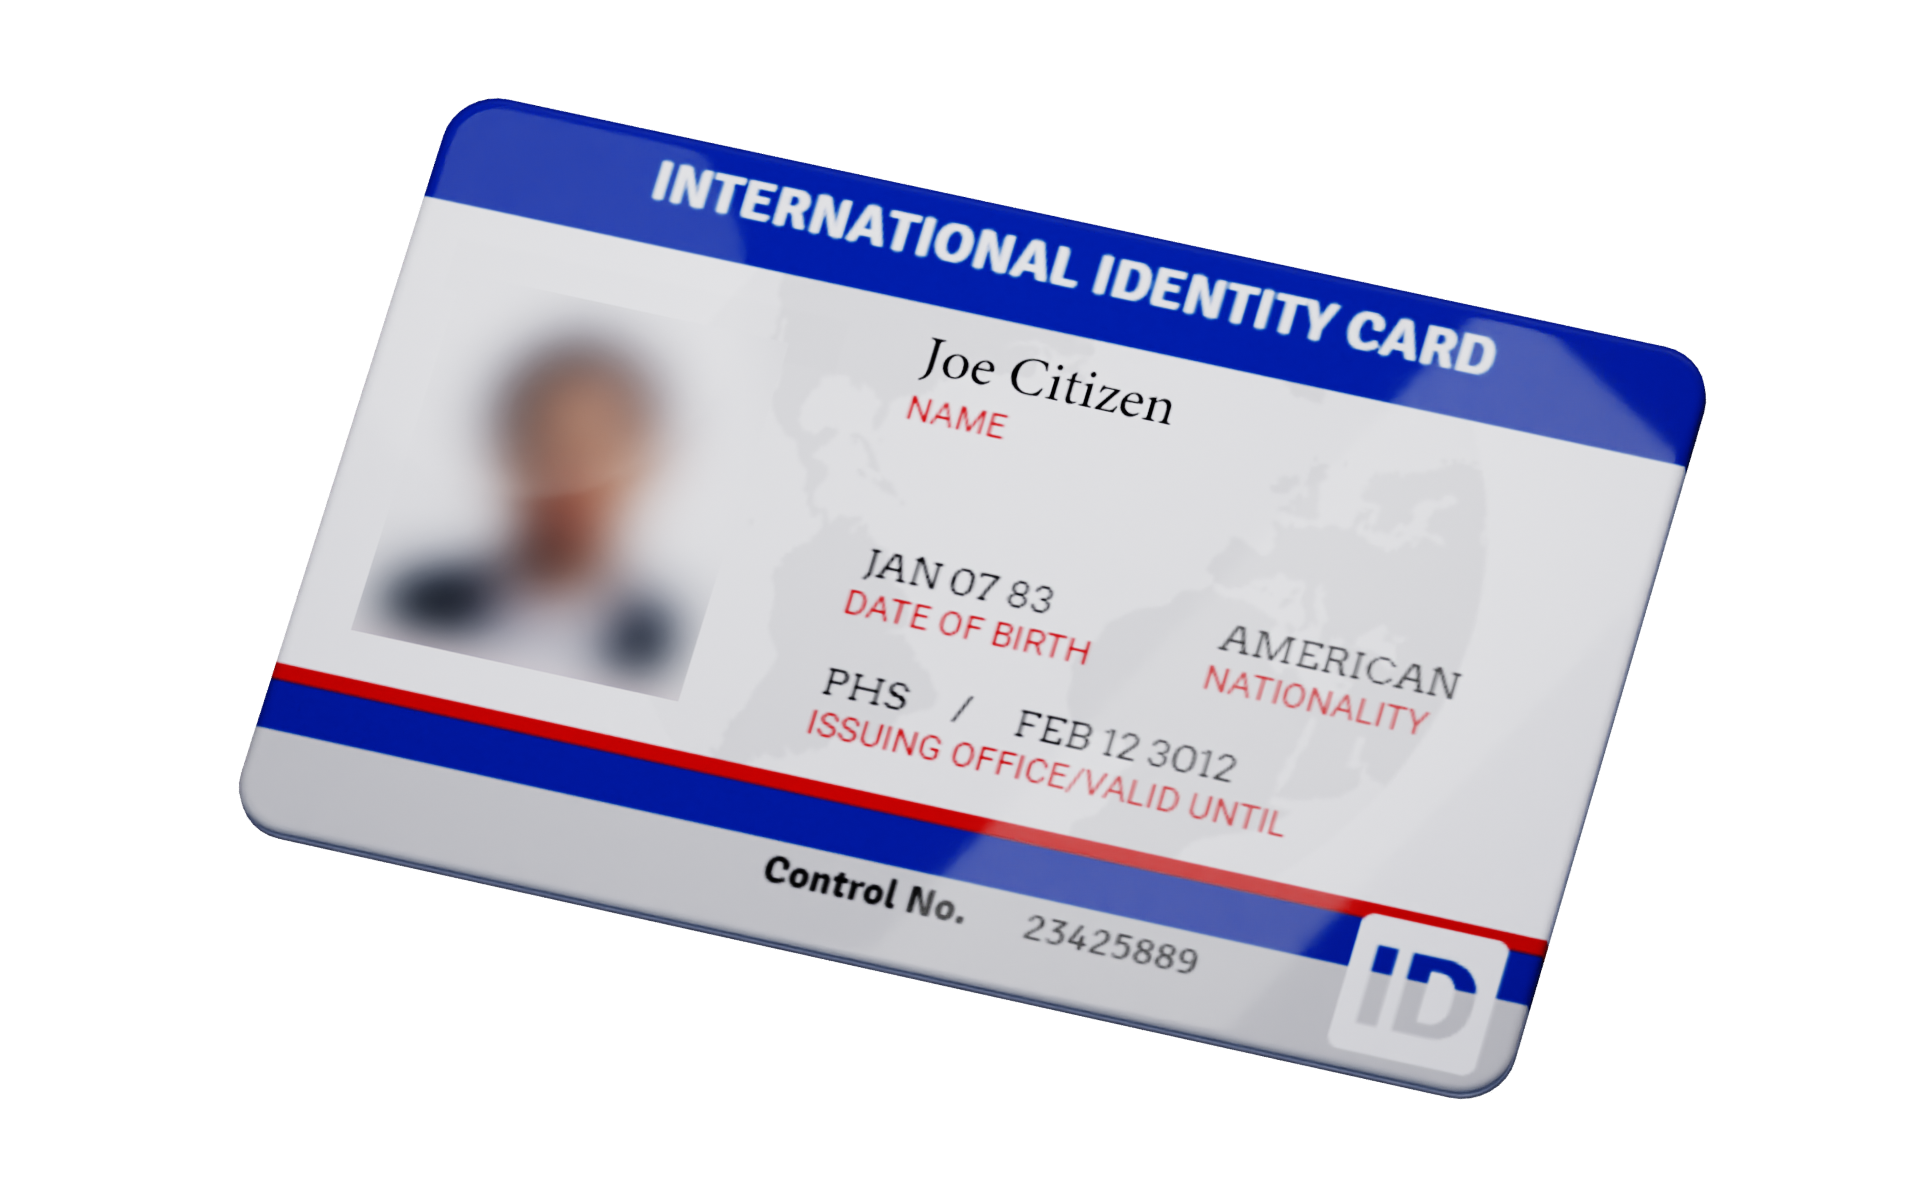 INTERNATIONAL IDENTITY CARD
Joe Citizen
NAME
JAN 07 83
DATE OF BIRTH
AMERICAN
NATIONALITY
PHS / FEB 12 3012
ISSUING OFFICE/VALID UNTIL
Control No. 23425889
ID